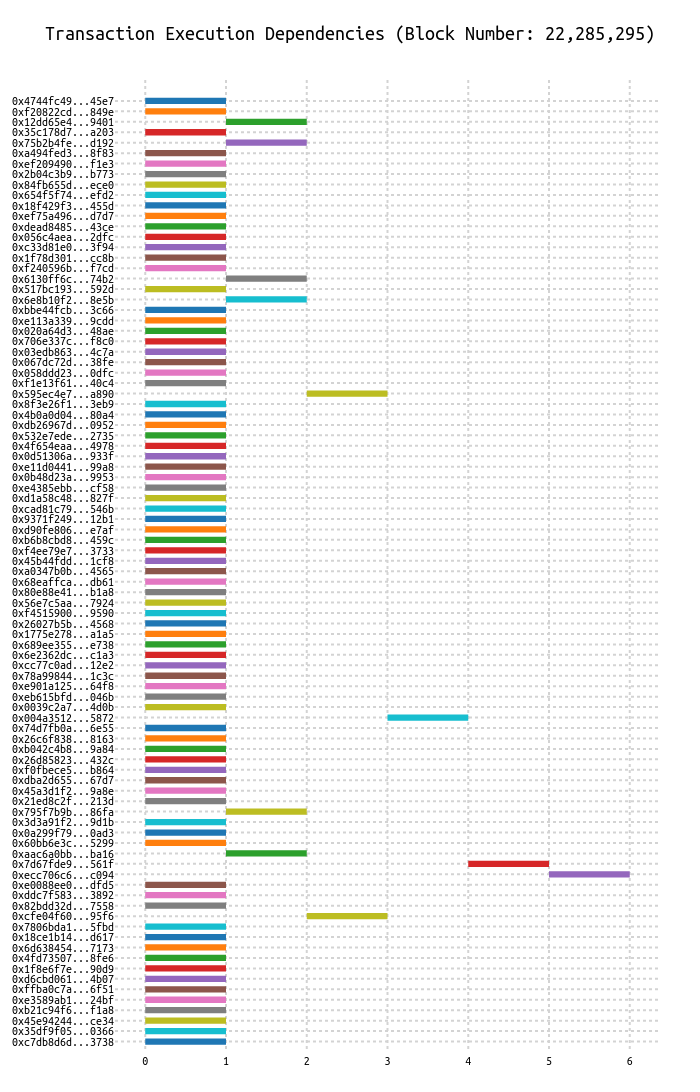 Transaction Execution Dependencies (Block Number: 22,285,295)
0x4744fc49...45e7
0xf20822cd...849e
0x12dd65e4...9401
0x35c178d7...a203
0x75b2b4fe...d192
0xa494fed3...8f83
0xef209490...f1e3
0x2b04c3b9...b773
0x84fb655d...ece0
0x654f5f74...efd2
0x18f429f3...455d
0xef75a496...d7d7
0xdead8485...43ce
0x056c4aea...2dfc
0xc33d81e0...3f94
0x1f78d301...cc8b
0xf240596b...f7cd
0x6130ff6c...74b2
0x517bc193...592d
0x6e8b10f2...8e5b
0xbbe44fcb...3c66
0xe113a339...9cdd
0x020a64d3...48ae
0x706e337c...f8c0
0x03edb863...4c7a
0x067dc72d...38fe
0x058ddd23...0dfc
0xf1e13f61...40c4
0x595ec4e7...a890
0x8f3e26f1...3eb9
0x4b0a0d04...80a4
0xdb26967d...0952
0x532e7ede...2735
0x4f654eaa...4978
0x0d51306a...933f
0xe11d0441...99a8
0x0b48d23a...9953
0xe4385ebb...cf58
0xd1a58c48...827f
0xcad81c79...546b
0x9371f249...12b1
0xd90fe806...e7af
0xb6b8cbd8...459c
0xf4ee79e7...3733
0x45b44fdd...1cf8
0xa0347b0b...4565
0x68eaffca...db61
0x80e88e41...b1a8
0x56e7c5aa...7924
0xf4515900...9590
0x26027b5b...4568
0x1775e278...a1a5
0x689ee355...e738
0x6e2362dc...c1a3
0xcc77c0ad...12e2
0x78a99844...1c3c
0xe901a125...64f8
0xeb615bfd...046b
0x0039c2a7...4d0b
0x004a3512...5872
0x74d7fb0a...6e55
0x26c6f838...8163
0xb042c4b8...9a84
0x26d85823...432c
0xf0fbece5...b864
0xdba2d655...67d7
0x45a3d1f2...9a8e
0x21ed8c2f...213d
0x795f7b9b...86fa
0x3d3a91f2...9d1b
0x0a299f79...0ad3
0x60bb6e3c...5299
0xaac6a0bb...ba16
0x7d67fde9...561f
0xecc706c6...c094
0xe0088ee0...dfd5
0xddc7f583...3892
0x82bdd32d...7558
0xcfe04f60...95f6
0x7806bda1...5fbd
0x18ce1b14...d617
0x6d638454...7173
0x4fd73507...8fe6
0x1f8e6f7e...90d9
0xd6cbd061...4b07
0xffba0c7a...6f51
0xe3589ab1...24bf
0xb21c94f6...f1a8
0x45e94244...ce34
0x35df9f05...0366
0xc7db8d6d...3738
0 1 2 3 4 5 6